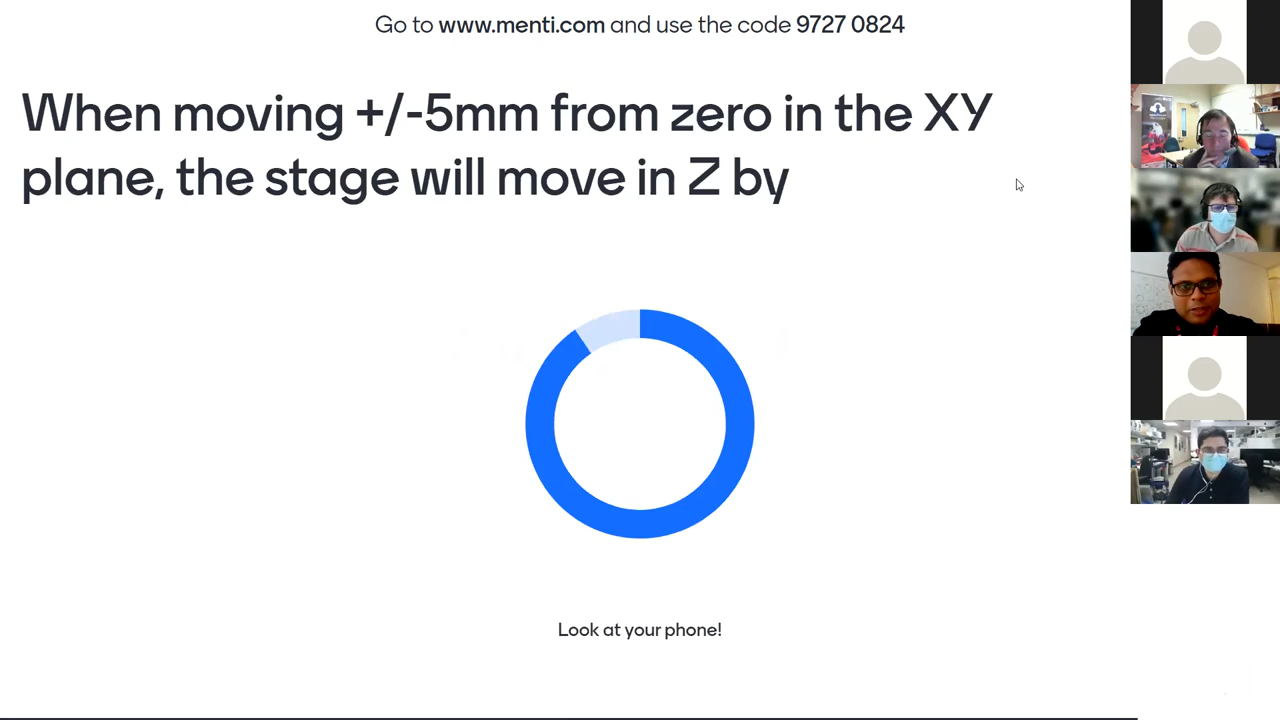 Go to www.menti.com and use the code 9727 0824
When moving +/-5mm from zero in the XY
plane, the stage will move in Z by
Look at your phone!